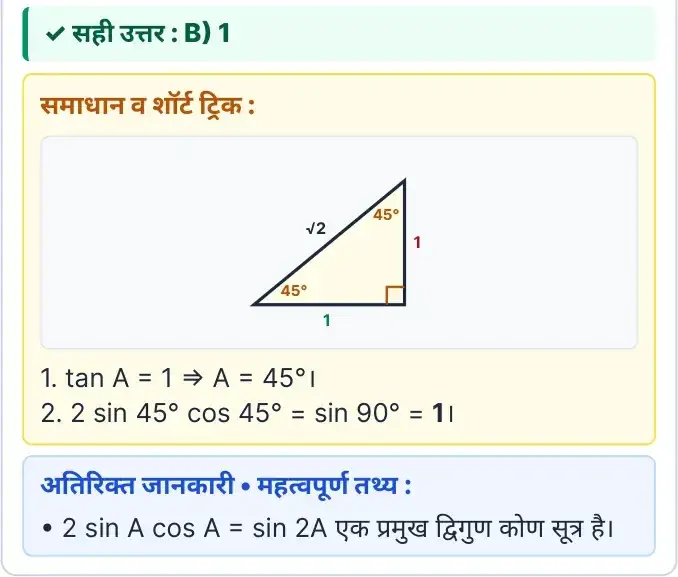 ✓ सही उत्तर : B) 1
समाधान व शॉर्ट ट्रिक :
45°
√2
1
45°
1
1. tan A = 1 ⇒ A = 45°।
2. 2 sin 45° cos 45° = sin 90° = 1।
अतिरिक्त जानकारी • महत्वपूर्ण तथ्य :
• 2 sin A cos A = sin 2A एक प्रमुख द्विगुण कोण सूत्र है।